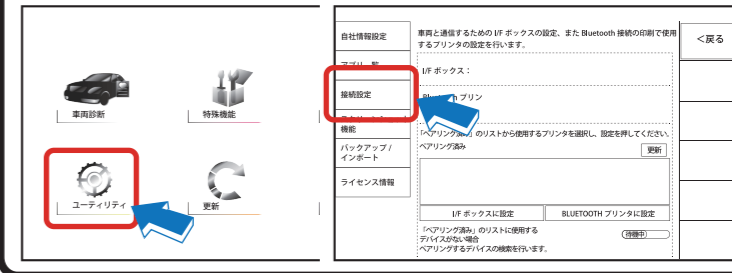 車両診断
特殊機能
ユーティリティ
更新
自社情報設定
接続設定
機能
バックアップ /
インポート
ライセンス情報
車両と通信するための I/F ボックスの設定、また Bluetooth 接続の印刷で使用
するプリンタの設定を行います。
I/F ボックス：
プリン
のリストから使用するプリンタを選択し、設定を押してください。
ペアリング済み
更新
I/F ボックスに設定
BLUETOOTH プリンタに設定
「ペアリング済み」のリストに使用する
デバイスがない場合
ペアリングするデバイスの検索を行います。
(待機中)
＜戻る